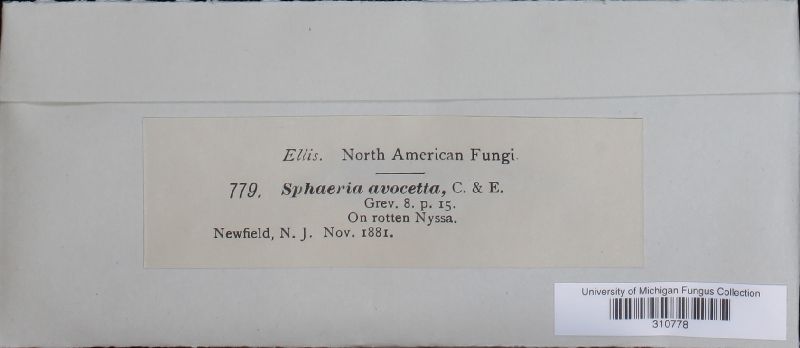 Ellis. North American Fungi.
779. Sphaeria avocetta, C. & E.
Grev. 8. p. 15.
On rotten Nyssa.
Newfield, N. J. Nov. 1881.
University of Michigan Fungus Collection
310778